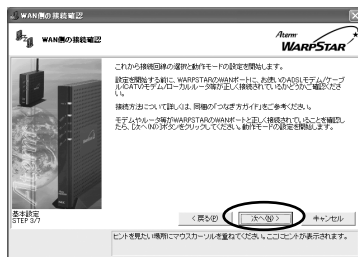 WAN側の接続確認
WAN側の接続確認
Aterm
WARPSTAR
これから接続回線の選択と動作モードの設定を開始します。
設定を開始する前に、WARPSTARのWANポートに、お使いのADSLモデム/ケーブ
ル(CATV)モデム/ローカルルータ等が正しく接続されているかどうかご確認くださ
い。
接続方法について詳しくは、同梱の「つなぎ方ガイド」をご参考ください。
モデムやルータ等がWARPSTARのWANポートと正しく接続されていることを確認し
たら、[次へ(N)>]ボタンをクリックしてください。動作モードの設定を開始します。
基本設定
STEP 3/7
< 戻る(P)
次へ(N) >
キャンセル
ヒントを見たい場所にマウスカーソルを重ねてください。ここにヒントが表示されます。